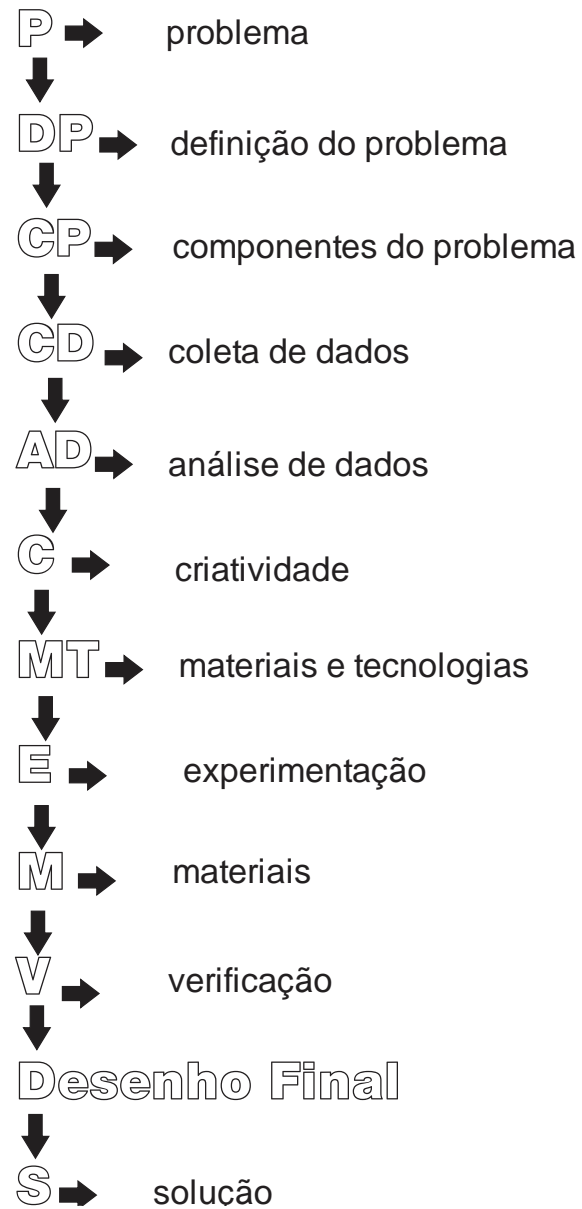 P problema
DP definição do problema
CP componentes do problema
CD coleta de dados
AD análise de dados
C criatividade
MT materiais e tecnologias
E experimentação
M materiais
V verificação
Desenho Final
S solução